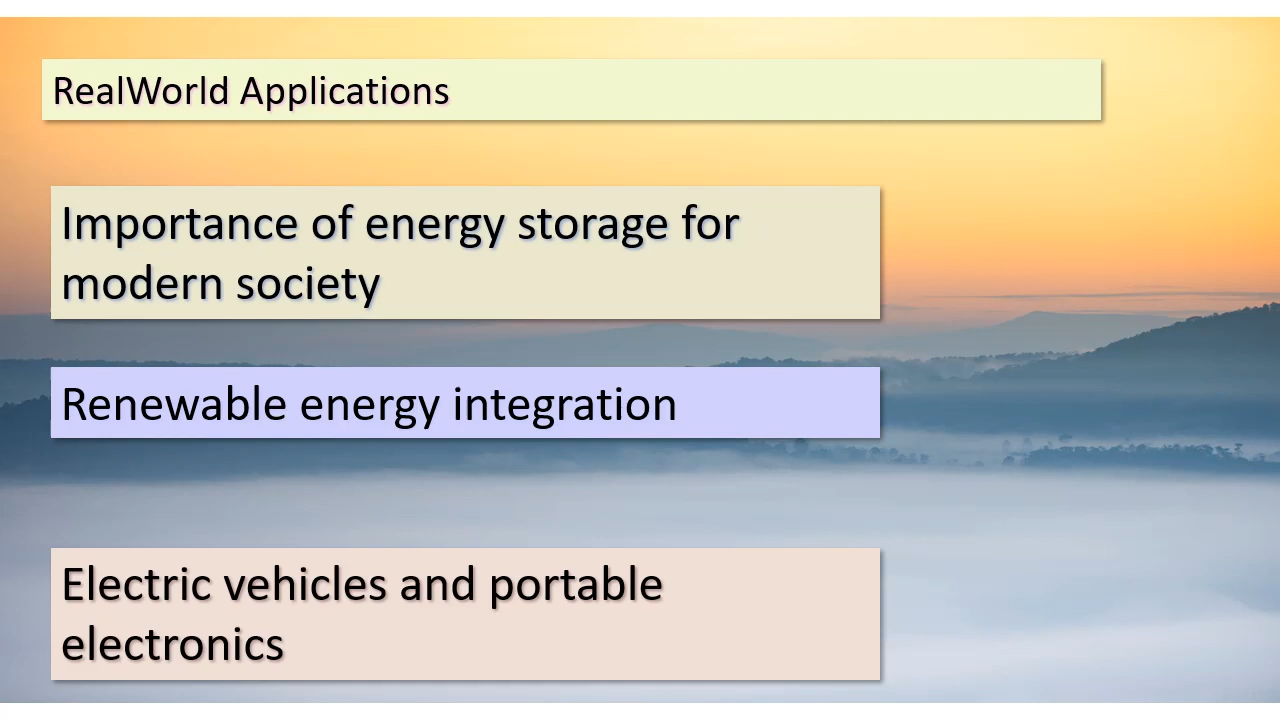 RealWorld Applications
Importance of energy storage for
modern society
Renewable energy integration
Electric vehicles and portable
electronics